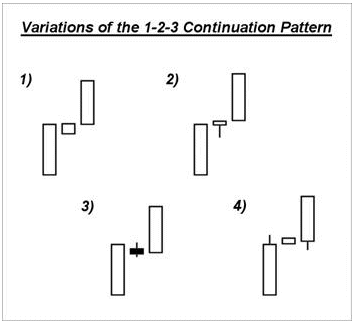 Variations of the 1-2-3 Continuation Pattern
1)
2)
3)
4)